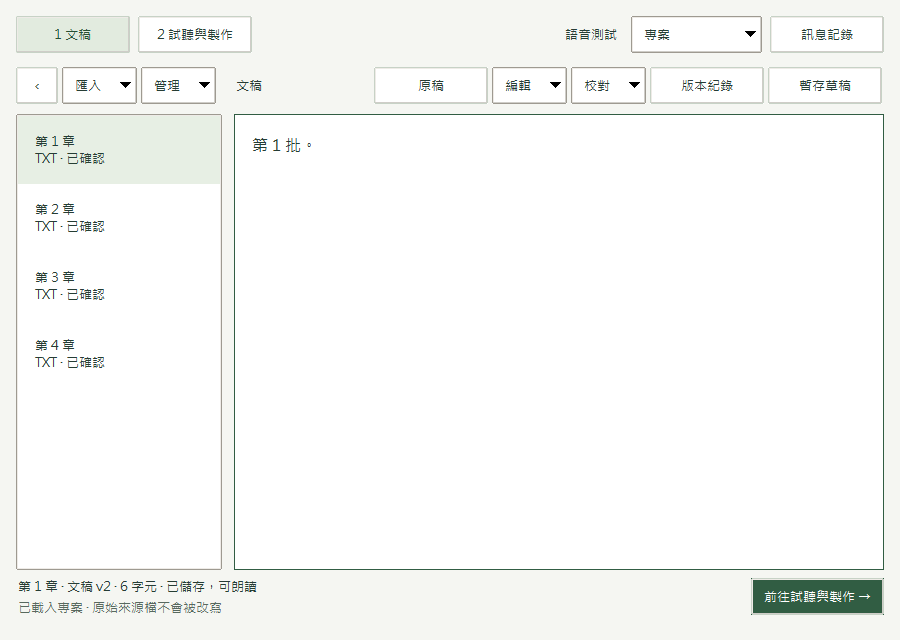 1 文稿 2 試聽與製作 語音測試 專案 訊息記錄
‹ 匯入 管理 文稿 原稿 編輯 校對 版本紀錄 暫存草稿
第 1 章
TXT · 已確認
第 2 章
TXT · 已確認
第 3 章
TXT · 已確認
第 4 章
TXT · 已確認
第 1 批。
第 1 章 · 文稿 v2 · 6 字元 · 已儲存，可朗讀
已載入專案 · 原始來源檔不會被改寫
前往試聽與製作 →